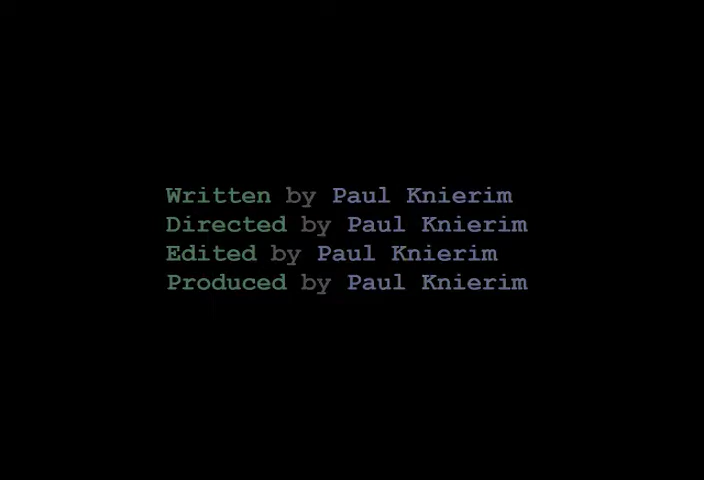 Written by Paul Knierim
Directed by Paul Knierim
Edited by Paul Knierim
Produced by Paul Knierim